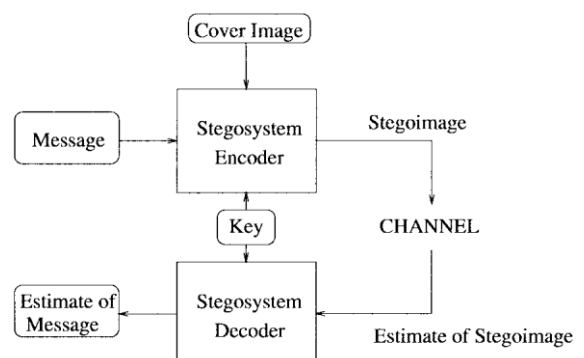 Cover Image
Message
Stegosystem
Encoder
Stegoimage
Key
CHANNEL
Estimate of
Message
Stegosystem
Decoder
Estimate of Stegoimage